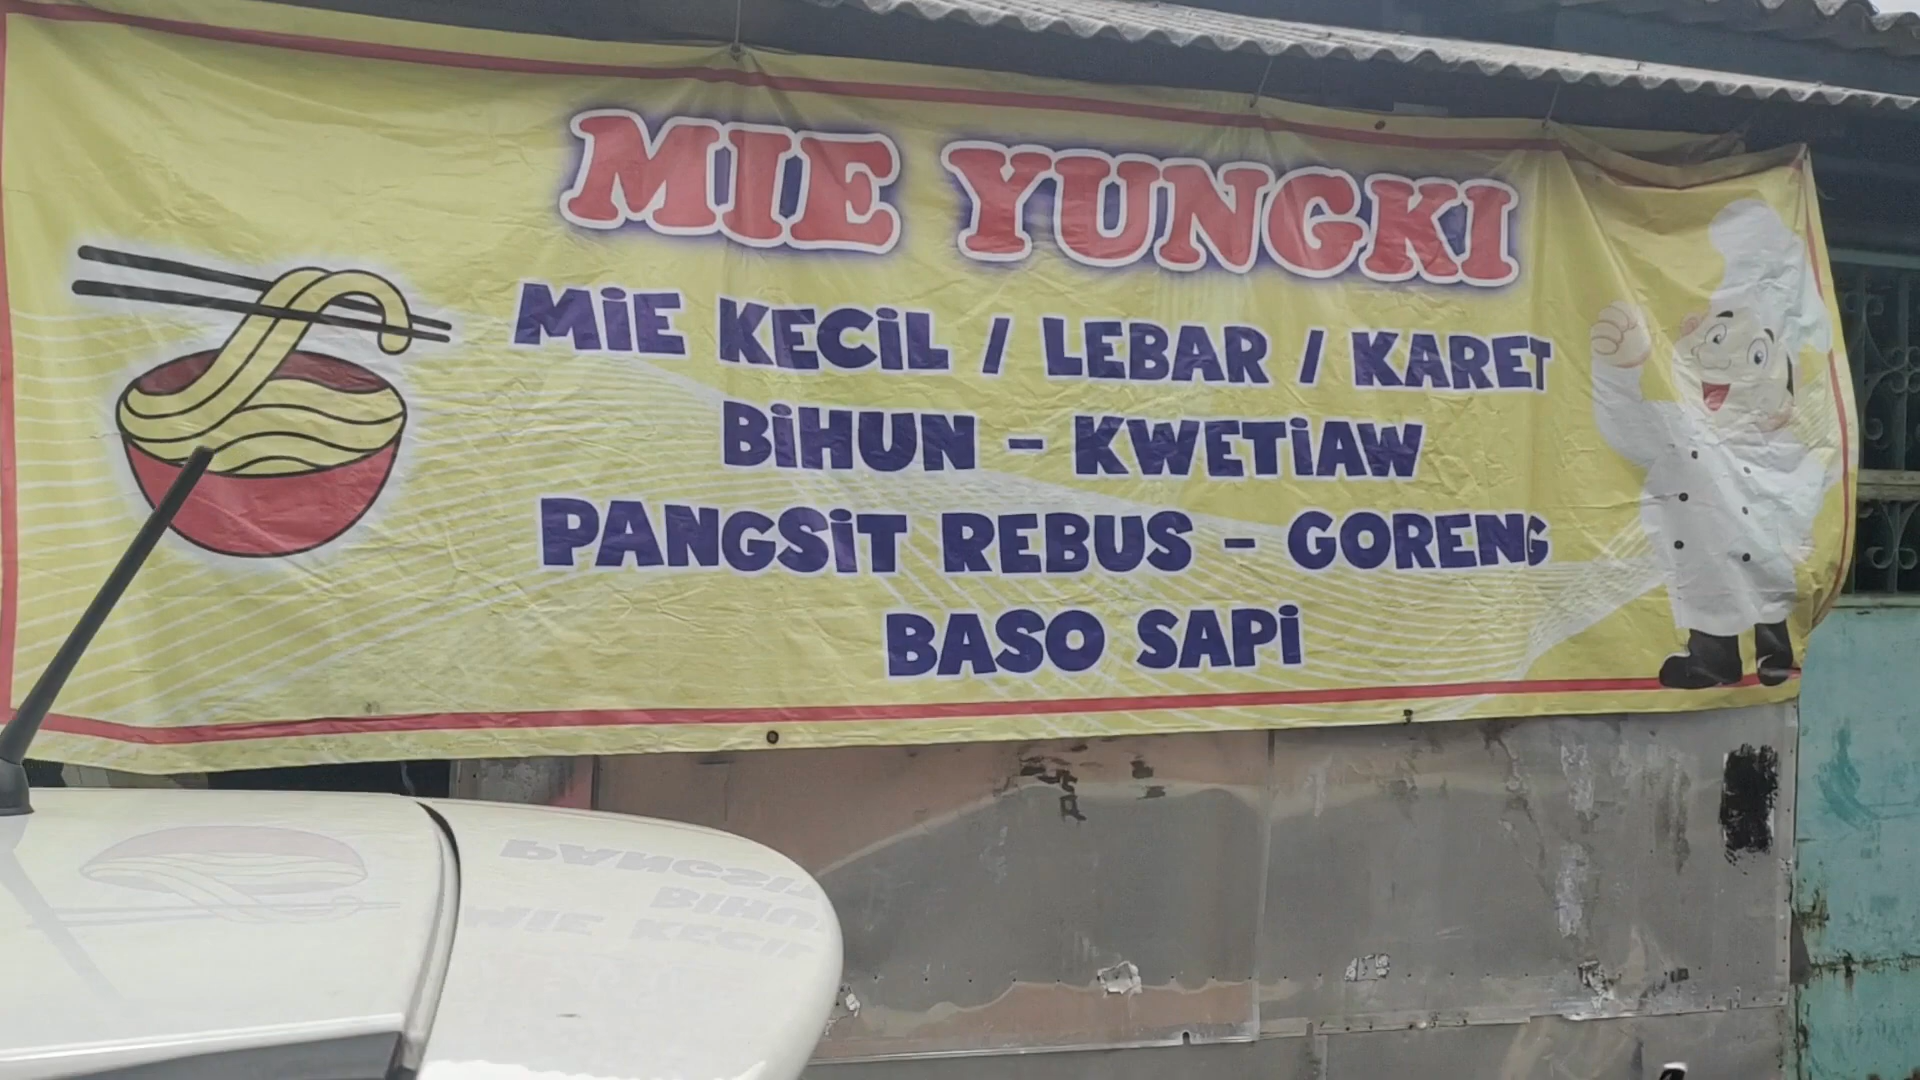 MIE YUNGKI
MiE KECiL / LEBAR / KARET
BiHUN - KWETiAW
PANGSiT REBUS - GORENG
BASO SAPi